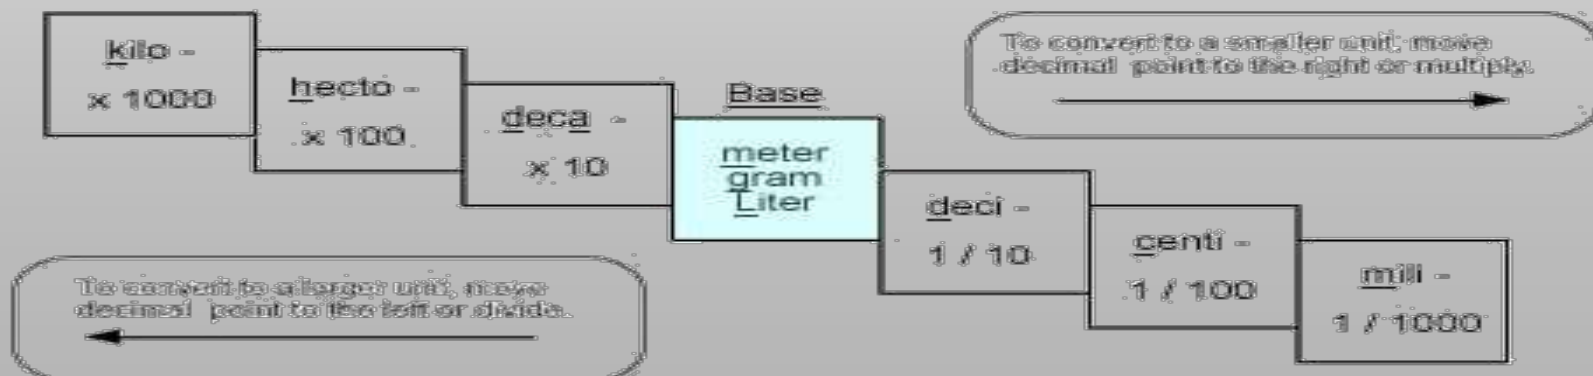 kilo -
x 1000
hecto -
x 100
deca -
x 10
Base
meter
gram
Liter
deci -
1 / 10
centi -
1 / 100
mili -
1 / 1000
To convert to a smaller unit, move
decimal point to the right or multiply.
To convert to a larger unit, move
decimal point to the left or divide.